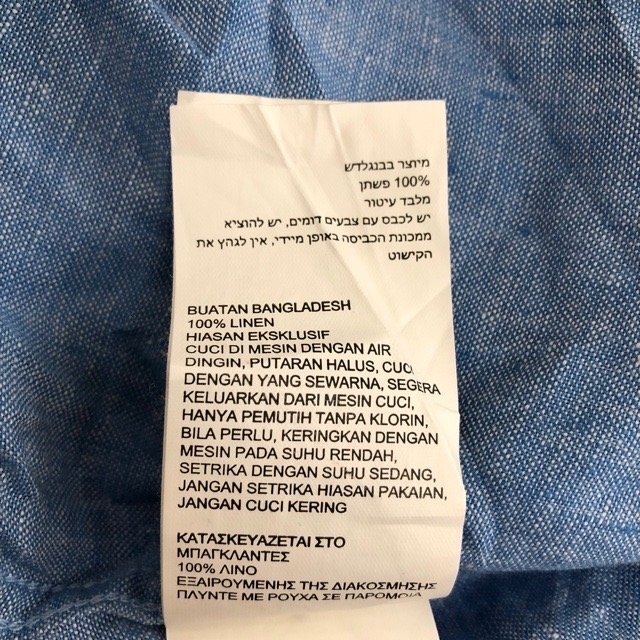 מיוצר בבנגלדש
100% פשתן
מלבד עיטור
יש לכבס עם צבעים דומים, יש להוציא
ממכונת הכביסה באופן מיידי, אין לגהץ את
הקישוט
BUATAN BANGLADESH
100% LINEN
HIASAN EKSKLUSIF
CUCI DI MESIN DENGAN AIR
DINGIN, PUTARAN HALUS, CUCI
DENGAN YANG SEWARNA, SEGERA
KELUARKAN DARI MESIN CUCI,
HANYA PEMUTIH TANPA KLORIN,
BILA PERLU, KERINGKAN DENGAN
MESIN PADA SUHU RENDAH,
SETRIKA DENGAN SUHU SEDANG,
JANGAN SETRIKA HIASAN PAKAIAN,
JANGAN CUCI KERING
ΚΑΤΑΣΚΕΥΑΖΕΤΑΙ ΣΤΟ
ΜΠΑΓΚΛΑΝΤΕΣ
100% ΛΙΝΟ
ΕΞΑΙΡΟΥΜΕΝΗΣ ΤΗΣ ΔΙΑΚΟΣΜΗΣΗΣ
ΠΛΥΝΤΕ ΜΕ ΡΟΥΧΑ ΣΕ ΠΑΡΟΜΟΙΑ